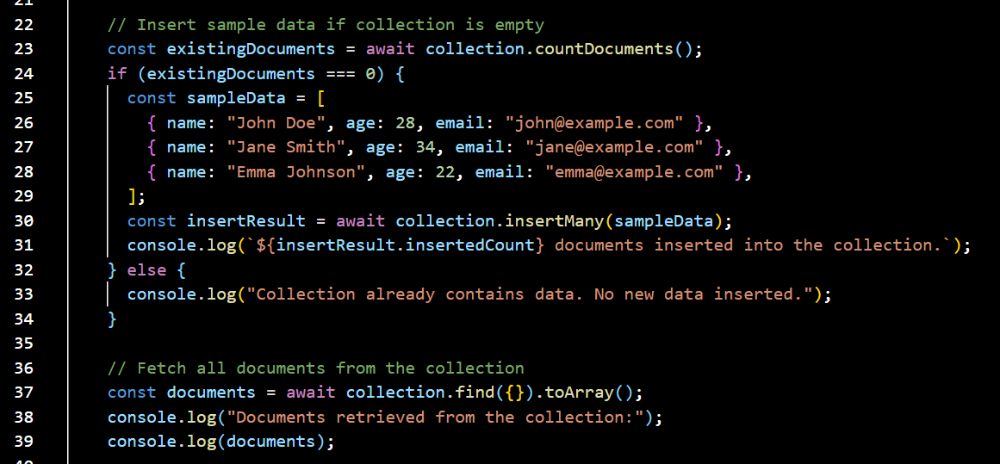 21
22 // Insert sample data if collection is empty
23 const existingDocuments = await collection.countDocuments();
24 if (existingDocuments === 0) {
25 const sampleData = [
26 { name: "John Doe", age: 28, email: "john@example.com" },
27 { name: "Jane Smith", age: 34, email: "jane@example.com" },
28 { name: "Emma Johnson", age: 22, email: "emma@example.com" },
29 ];
30 const insertResult = await collection.insertMany(sampleData);
31 console.log(`${insertResult.insertedCount} documents inserted into the collection.`);
32 } else {
33 console.log("Collection already contains data. No new data inserted.");
34 }
35
36 // Fetch all documents from the collection
37 const documents = await collection.find({}).toArray();
38 console.log("Documents retrieved from the collection:");
39 console.log(documents);
40